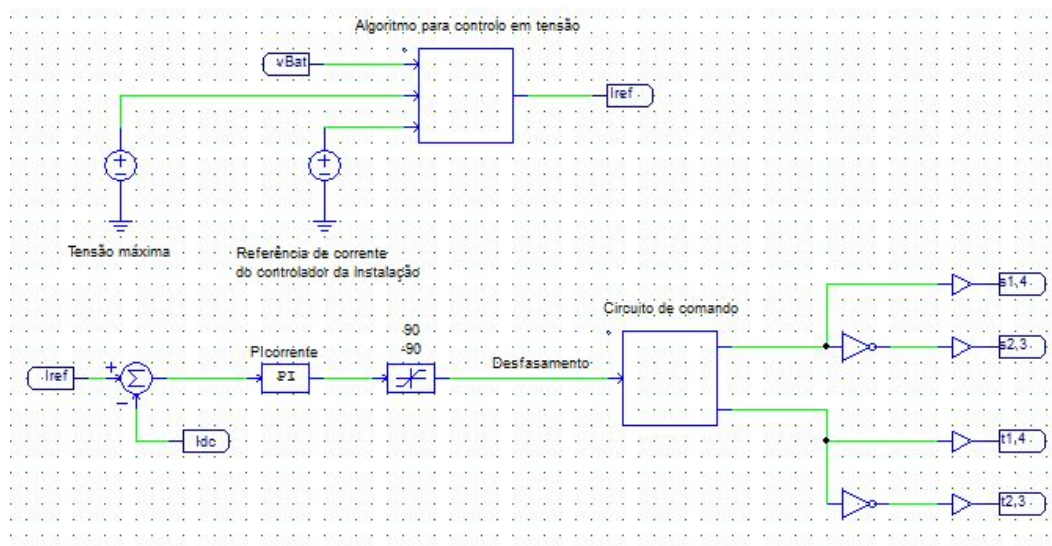 Algoritmo para controlo em tensão
vBat
Iref
Tensão máxima
Referência de corrente
do controlador da Instalação
Circuito de comando
s1,4
90
-90
PIcorrente
Desfasamento
s2,3
Iref
PI
Idc
t1,4
t2,3